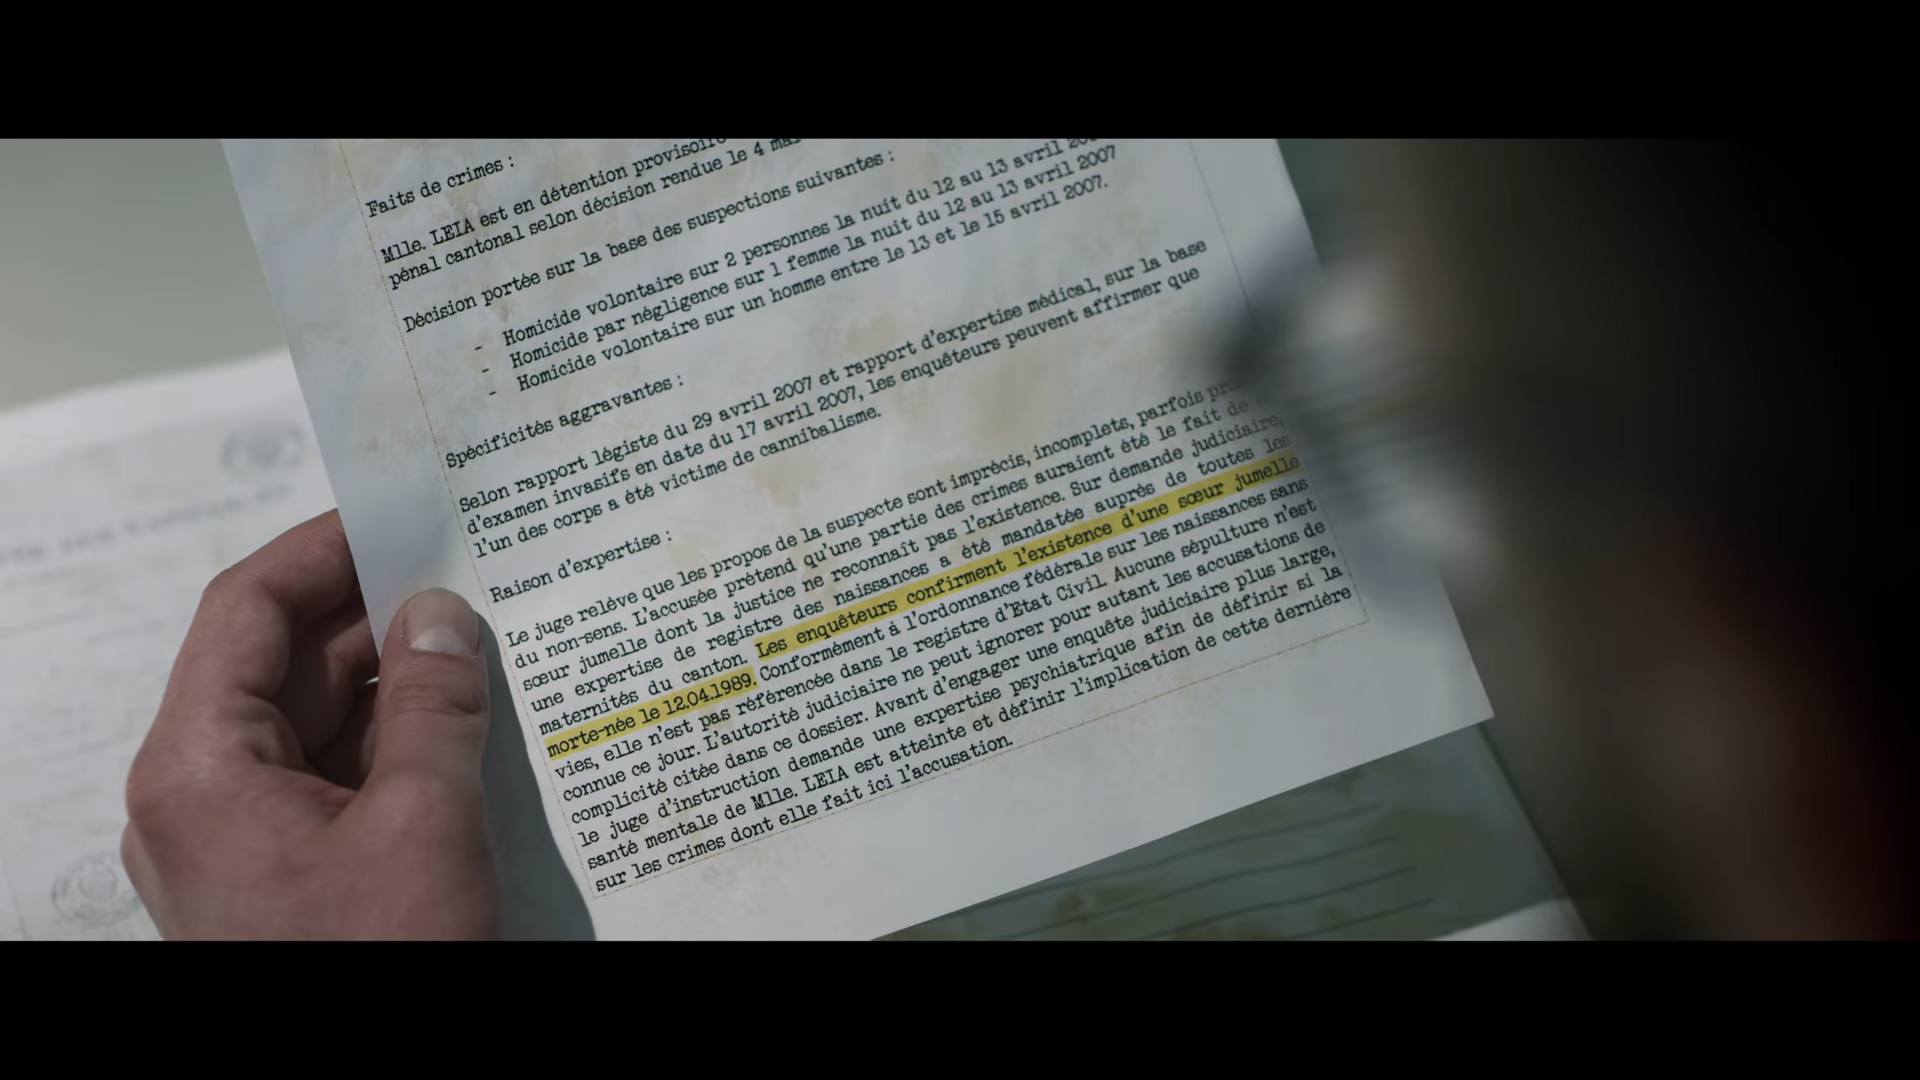 Faits de crimes :
Mlle. LEIA est en détention provisoire
pénal cantonal selon décision rendue le 4
Décision portée sur la base des suspections suivantes :
- Homicide volontaire sur 2 personnes la nuit du 12 au 13 avril
- Homicide par négligence sur 1 femme la nuit du 12 au 13 avril 2007
- Homicide volontaire sur un homme entre le 13 et le 15 avril 2007.
Spécificités aggravantes :
Selon rapport légiste du 29 avril 2007 et rapport d'expertise médical, sur la base
d'examen invasifs en date du 17 avril 2007, les enquêteurs peuvent affirmer que
l'un des corps a été victime de cannibalisme.
Raison d'expertise :
Le juge relève que les propos de la suspecte sont imprécis, incomplets, parfois
du non-sens. L'accusée prétend qu'une partie des crimes auraient été le fait de
sœur jumelle dont la justice ne reconnaît pas l'existence. Sur demande judiciaire,
une expertise de registre des naissances a été mandatée auprès de toutes les
maternités du canton. Les enquêteurs confirment l'existence d'une sœur jumelle
morte-née le 12.04.1989. Conformément à l'ordonnance fédérale sur les naissances sans
vies, elle n'est pas référencée dans le registre d'Etat Civil. Aucune sépulture n'est
connue ce jour. L'autorité judiciaire ne peut ignorer pour autant les accusations de
complicité citée dans ce dossier. Avant d'engager une enquête judiciaire plus large,
le juge d'instruction demande une expertise psychiatrique afin de définir si la
santé mentale de Mlle. LEIA est atteinte et définir l'implication de cette dernière
sur les crimes dont elle fait ici l'accusation.